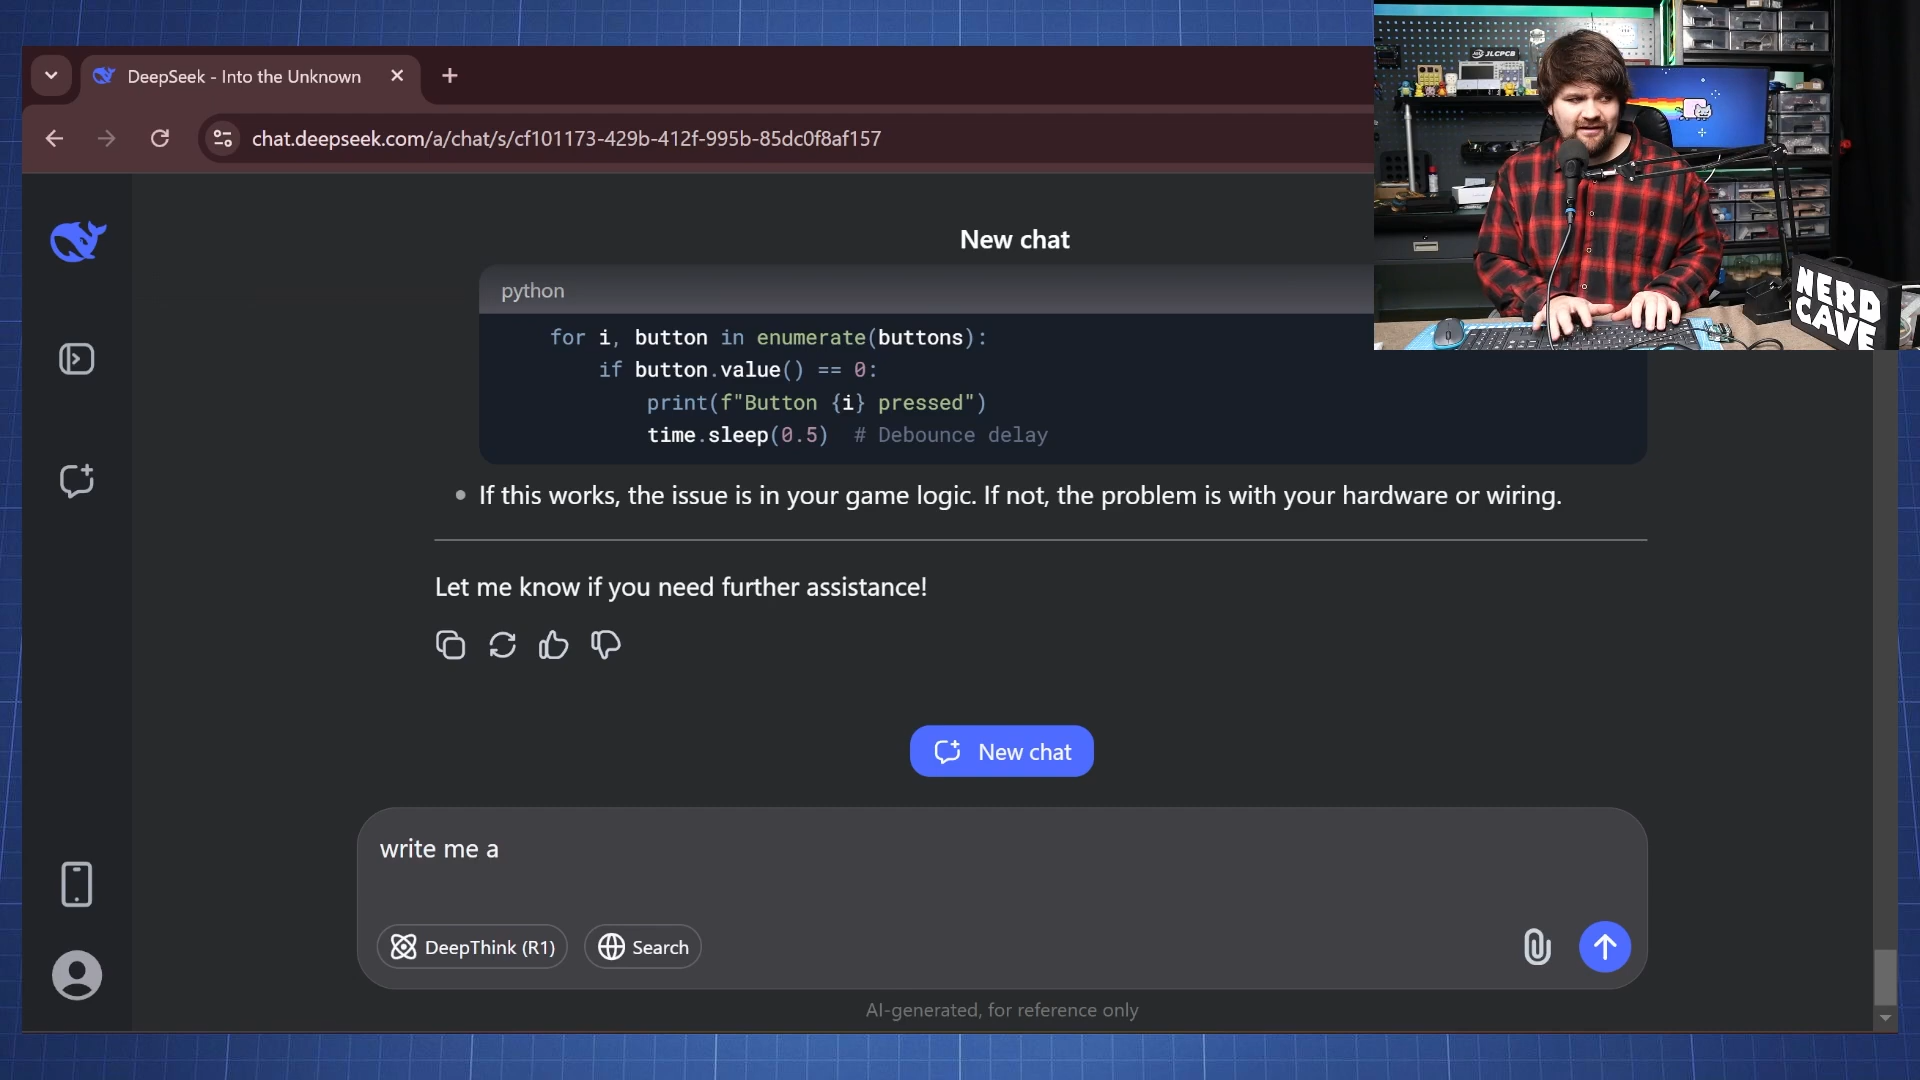 DeepSeek - Into the Unknown
chat.deepseek.com/a/chat/s/cf101173-429b-412f-995b-85dc0f8af157
JLCPCB
NERD
CAVE
New chat
python
for i, button in enumerate(buttons):
if button.value() == 0:
print(f"Button {i} pressed")
time.sleep(0.5)  # Debounce delay
If this works, the issue is in your game logic. If not, the problem is with your hardware or wiring.
Let me know if you need further assistance!
New chat
write me a
DeepThink (R1)
Search
AI-generated, for reference only